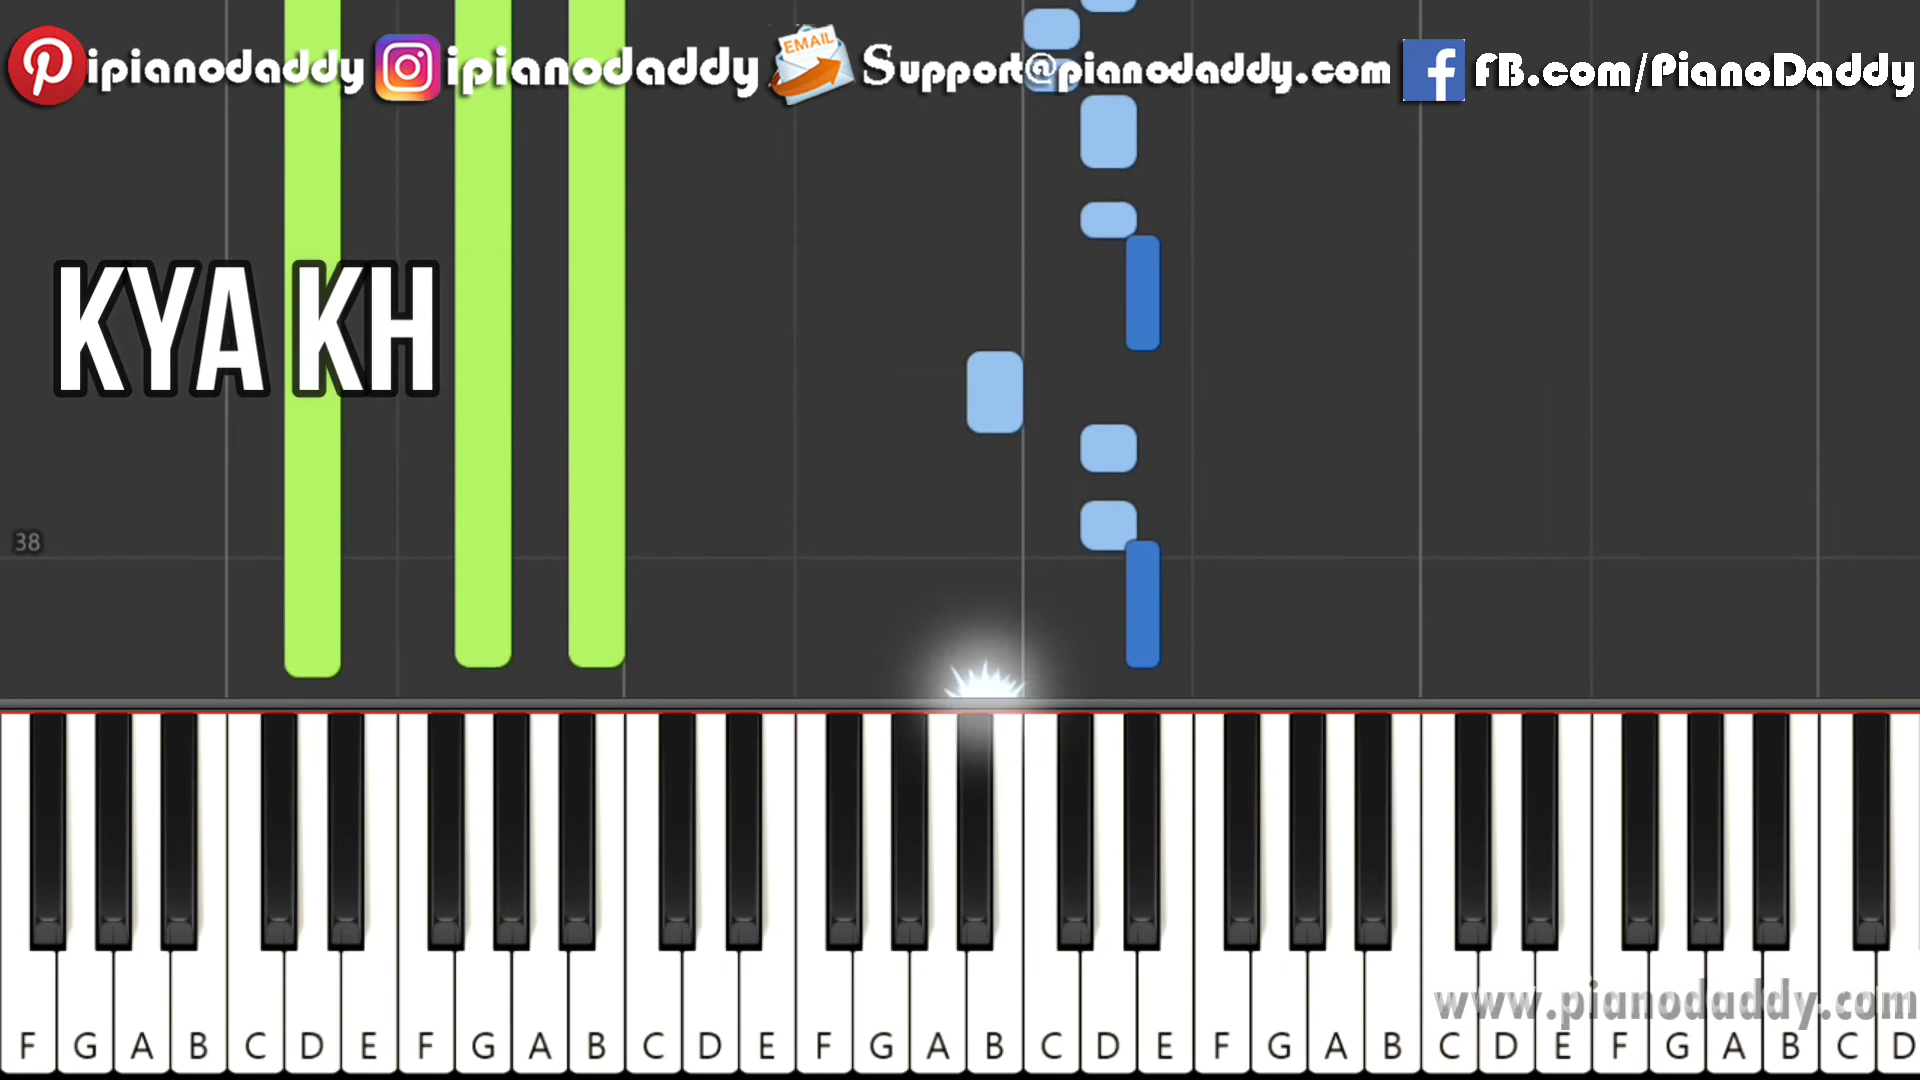 ipianodaddy ipianodaddy EMAIL Support@pianodaddy.com f FB.com/PianoDaddy
KYA KH
38
www.pianodaddy.com
F G A B C D E F G A B C D E F G A B C D E F G A B C D E F G A B C D